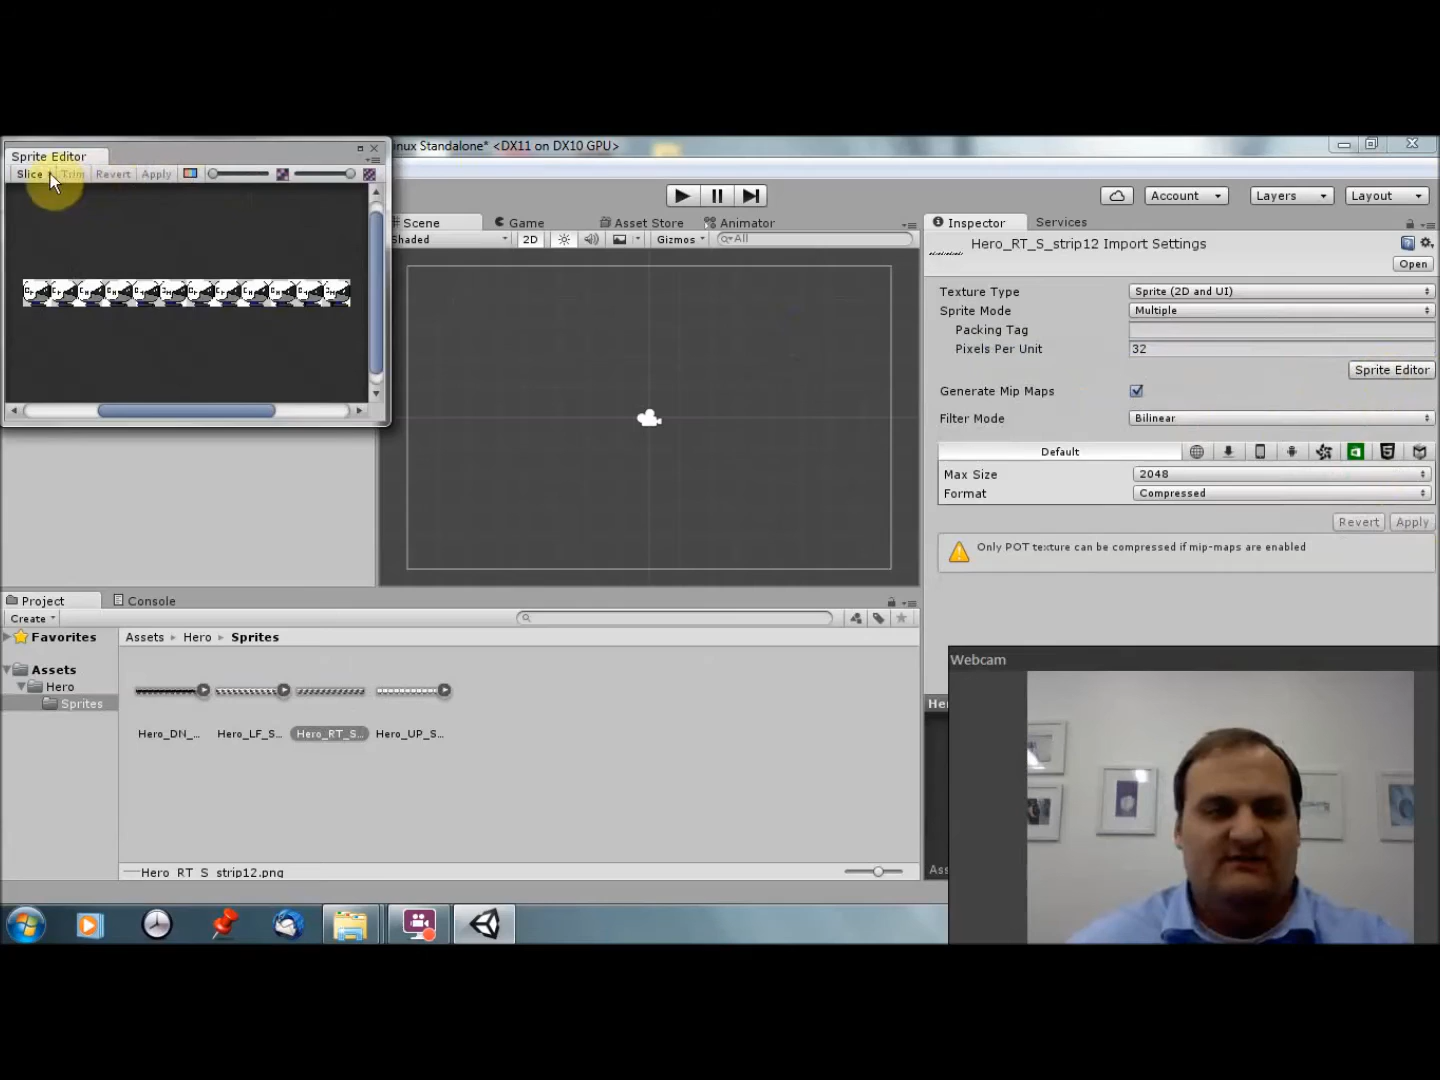 inux Standalone* <DX11 on DX10 GPU>
Sprite Editor
Slice Trim Revert Apply
Account Layers Layout
Scene Game Asset Store Animator
Shaded 2D Gizmos All
Inspector Services
Hero_RT_S_strip12 Import Settings
Open
Texture Type Sprite (2D and UI)
Sprite Mode Multiple
Packing Tag
Pixels Per Unit 32
Sprite Editor
Generate Mip Maps
Filter Mode Bilinear
Default
Max Size 2048
Format Compressed
Revert Apply
Only POT texture can be compressed if mip-maps are enabled
Project Console
Create
Favorites
Assets
Hero
Sprites
Assets Hero Sprites
Hero_DN_... Hero_LF_S... Hero_RT_S... Hero_UP_S...
Hero_RT_S_strip12.png
Webcam
He
Ass